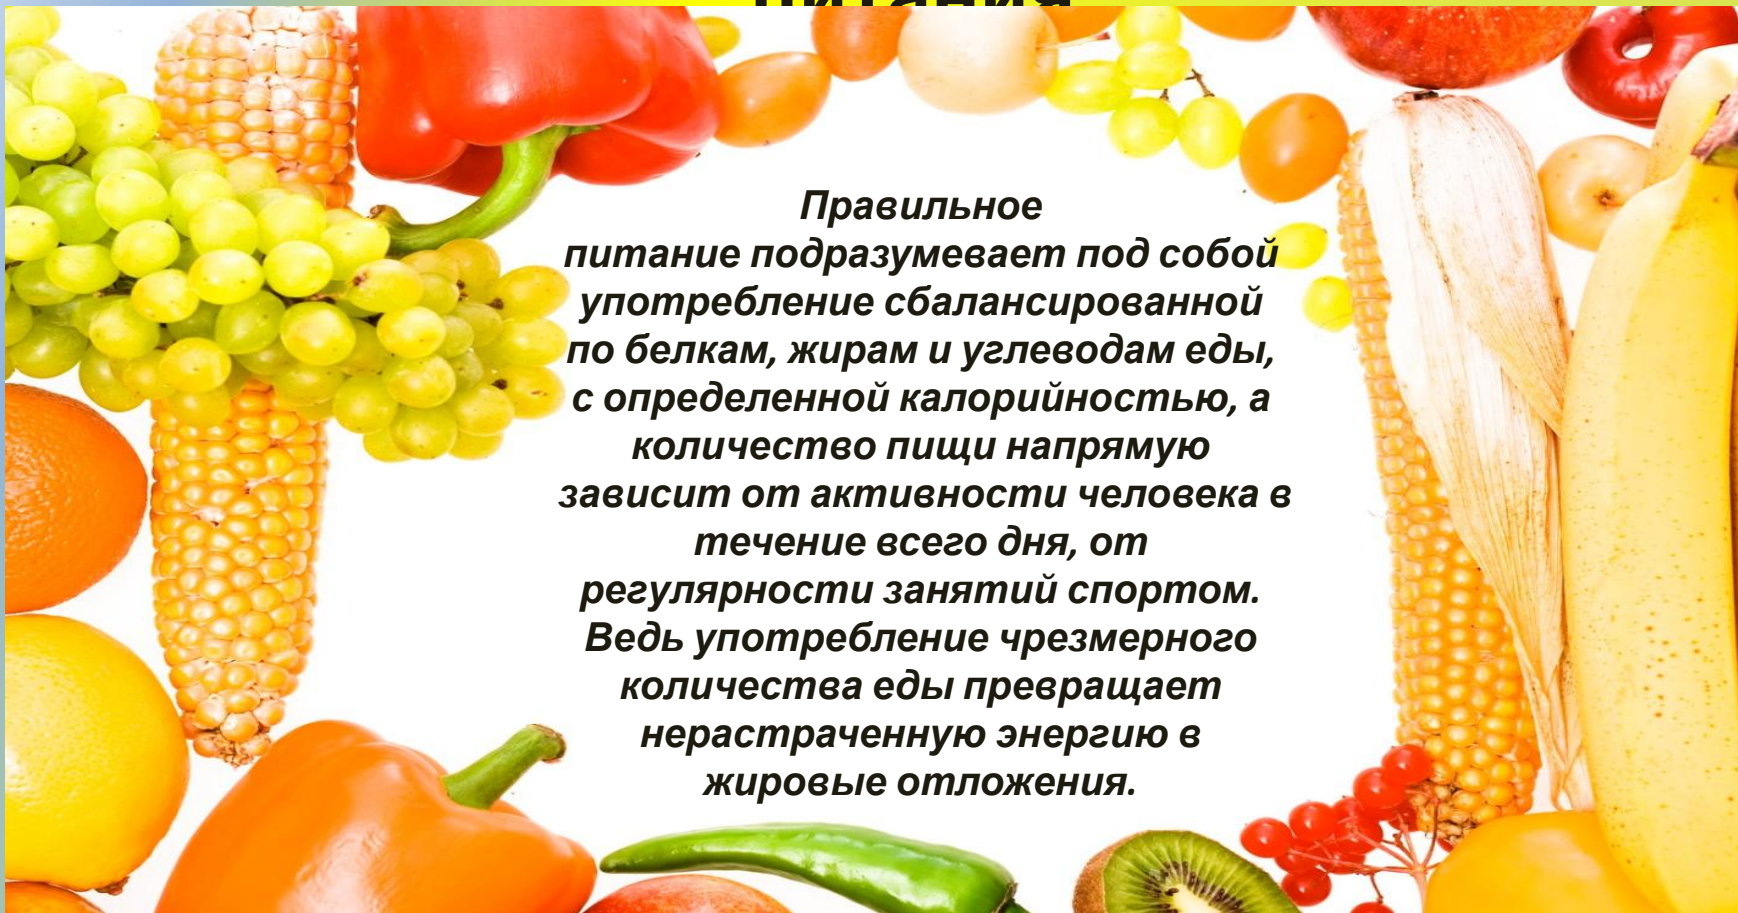 питания
Правильное
питание подразумевает под собой
употребление сбалансированной
по белкам, жирам и углеводам еды,
с определенной калорийностью, а
количество пищи напрямую
зависит от активности человека в
течение всего дня, от
регулярности занятий спортом.
Ведь употребление чрезмерного
количества еды превращает
нерастраченную энергию в
жировые отложения.